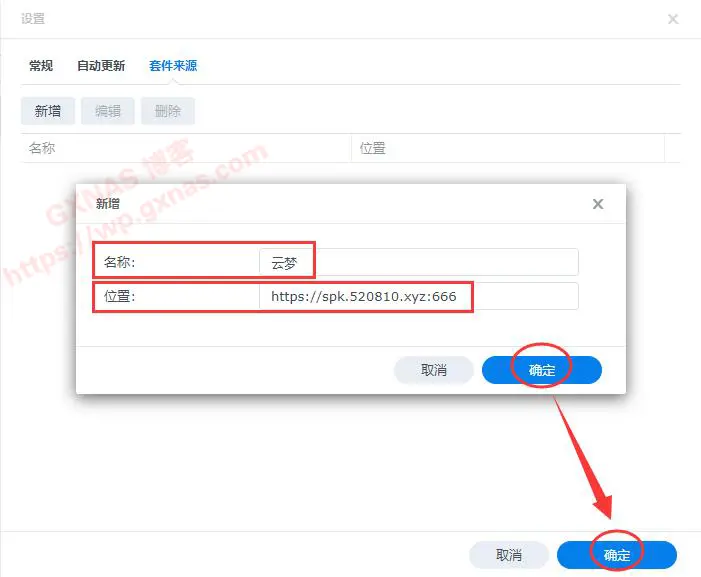 设置
常规 自动更新 套件来源
新增 编辑 删除
名称 位置
GXNAS 博客
https://wp.gxnas.com
新增
名称: 云梦
位置: https://spk.520810.xyz:666
取消 确定
取消 确定